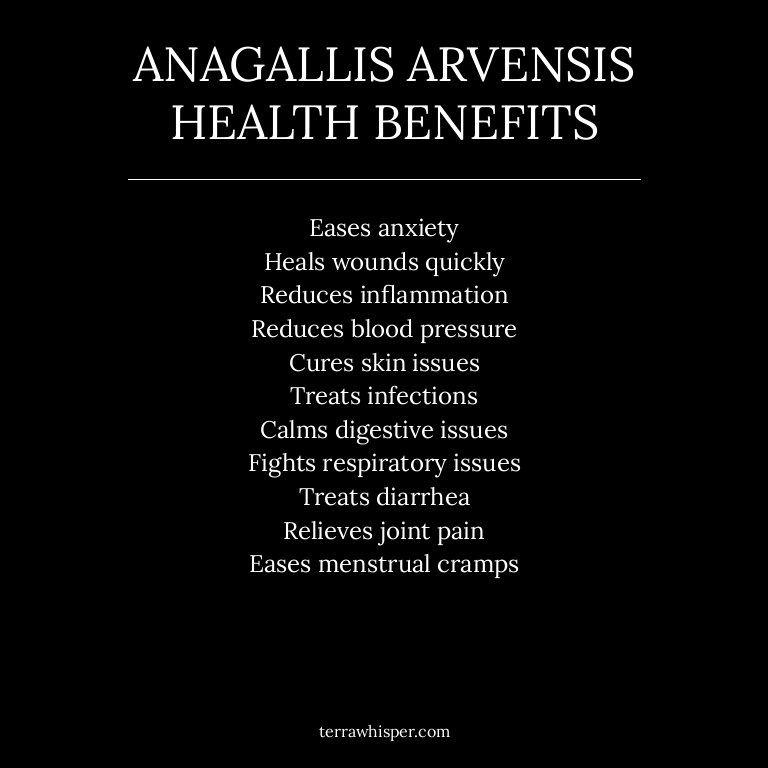 ANAGALLIS ARVENSIS
HEALTH BENEFITS
Eases anxiety
Heals wounds quickly
Reduces inflammation
Reduces blood pressure
Cures skin issues
Treats infections
Calms digestive issues
Fights respiratory issues
Treats diarrhea
Relieves joint pain
Eases menstrual cramps
terrawhisper.com